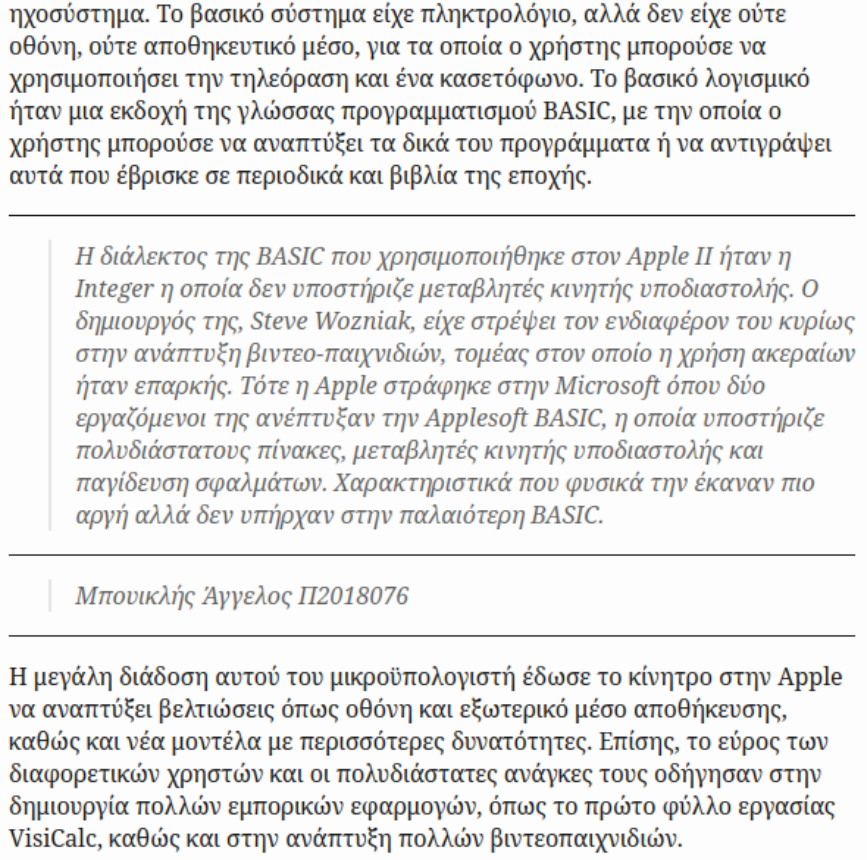 ηχοσύστημα. Το βασικό σύστημα είχε πληκτρολόγιο, αλλά δεν είχε ούτε
οθόνη, ούτε αποθηκευτικό μέσο, για τα οποία ο χρήστης μπορούσε να
χρησιμοποιήσει την τηλεόραση και ένα κασετόφωνο. Το βασικό λογισμικό
ήταν μια εκδοχή της γλώσσας προγραμματισμού BASIC, με την οποία ο
χρήστης μπορούσε να αναπτύξει τα δικά του προγράμματα ή να αντιγράψει
αυτά που έβρισκε σε περιοδικά και βιβλία της εποχής.
Η διάλεκτος της BASIC που χρησιμοποιήθηκε στον Apple II ήταν η
Integer η οποία δεν υποστήριζε μεταβλητές κινητής υποδιαστολής. Ο
δημιουργός της, Steve Wozniak, είχε στρέψει τον ενδιαφέρον του κυρίως
στην ανάπτυξη βιντεο-παιχνιδιών, τομέας στον οποίο η χρήση ακεραίων
ήταν επαρκής. Τότε η Apple στράφηκε στην Microsoft όπου δύο
εργαζόμενοι της ανέπτυξαν την Applesoft BASIC, η οποία υποστήριζε
πολυδιάστατους πίνακες, μεταβλητές κινητής υποδιαστολής και
παγίδευση σφαλμάτων. Χαρακτηριστικά που φυσικά την έκαναν πιο
αργή αλλά δεν υπήρχαν στην παλαιότερη BASIC.
Μπουικλής Άγγελος Π2018076
Η μεγάλη διάδοση αυτού του μικροϋπολογιστή έδωσε το κίνητρο στην Apple
να αναπτύξει βελτιώσεις όπως οθόνη και εξωτερικό μέσο αποθήκευσης,
καθώς και νέα μοντέλα με περισσότερες δυνατότητες. Επίσης, το εύρος των
διαφορετικών χρηστών και οι πολυδιάστατες ανάγκες τους οδήγησαν στην
δημιουργία πολλών εμπορικών εφαρμογών, όπως το πρώτο φύλλο εργασίας
VisiCalc, καθώς και στην ανάπτυξη πολλών βιντεοπαιχνιδιών.